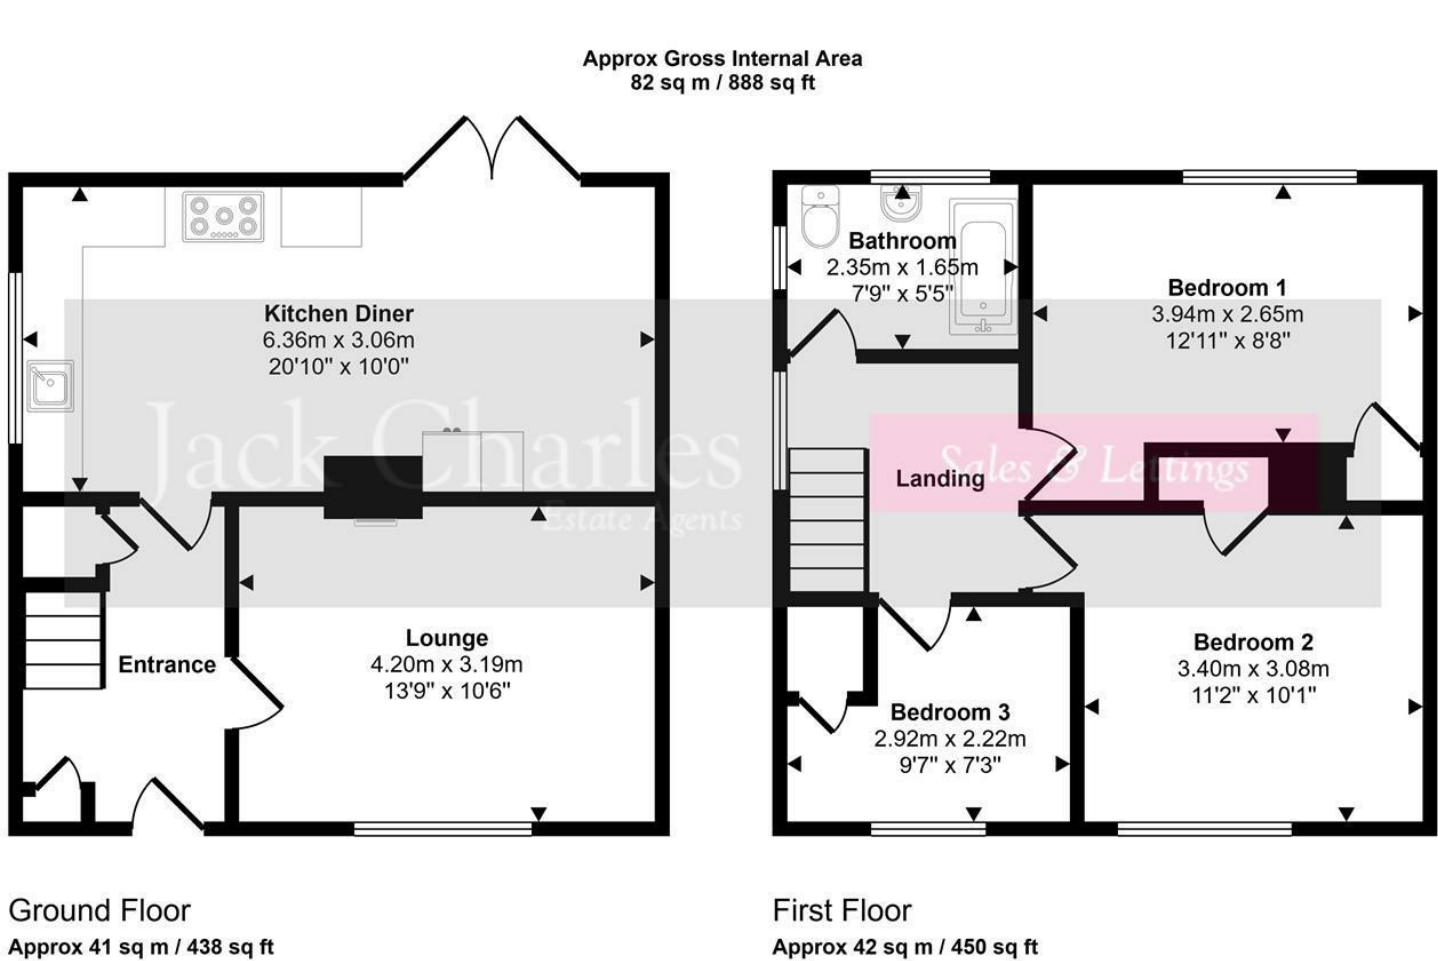 Approx Gross Internal Area
82 sq m / 888 sq ft
Kitchen Diner
6.36m x 3.06m
20'10" x 10'0"
Lounge
4.20m x 3.19m
13'9" x 10'6"
Entrance
Bathroom
2.35m x 1.65m
7'9" x 5'5"
Bedroom 1
3.94m x 2.65m
12'11" x 8'8"
Landing
Bedroom 2
3.40m x 3.08m
11'2" x 10'1"
Bedroom 3
2.92m x 2.22m
9'7" x 7'3"
Jack Charles
Estate Agents
Sales & Lettings
Ground Floor
Approx 41 sq m / 438 sq ft
First Floor
Approx 42 sq m / 450 sq ft